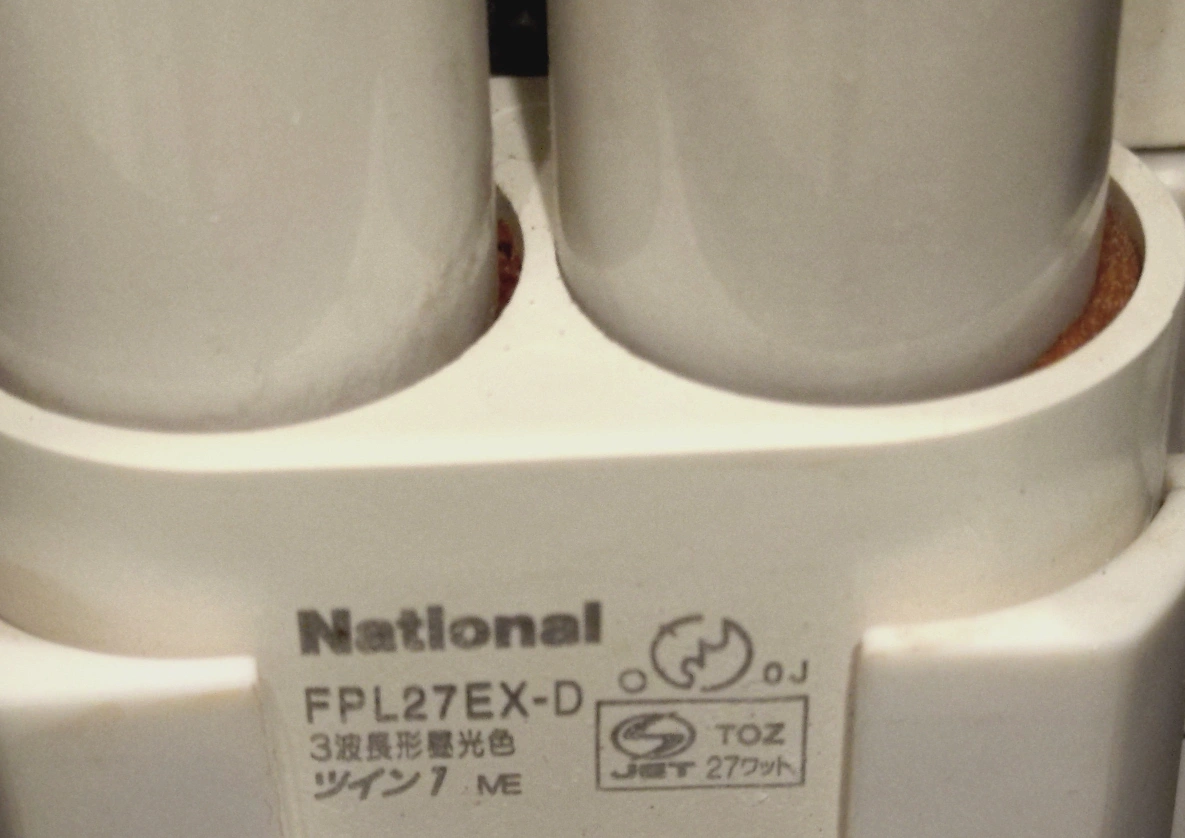 National
FPL27EX-D
3波長形昼光色
ツイン1 ME
O OJ
JET TOZ
27ワット